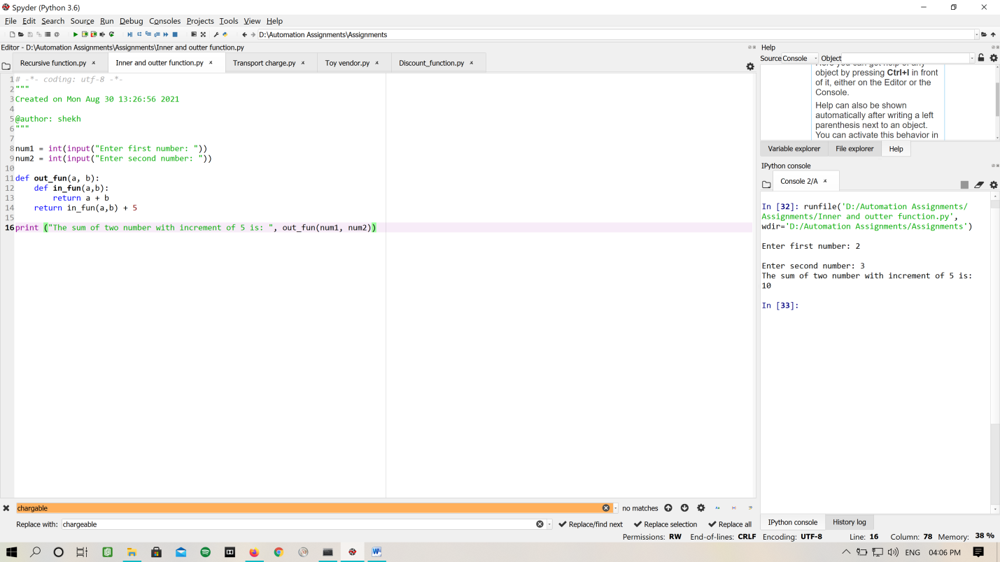 Spyder (Python 3.6)
File Edit Search Source Run Debug Consoles Projects Tools View Help
D:\Automation Assignments\Assignments
Editor - D:\Automation Assignments\Assignments\Inner and outter function.py
Recursive function.py Inner and outter function.py Transport charge.py Toy vendor.py Discount_function.py
1 # -*- coding: utf-8 -*-
2 """
3 Created on Mon Aug 30 13:26:56 2021
4
5 @author: shekh
6 """
7
8 num1 = int(input("Enter first number: "))
9 num2 = int(input("Enter second number: "))
10
11 def out_fun(a, b):
12     def in_fun(a,b):
13         return a + b
14     return in_fun(a,b) + 5
15
16 print ("The sum of two number with increment of 5 is: ", out_fun(num1, num2))
chargable no matches
Replace with: chargeable Replace/find next Replace selection Replace all
Help
Source Console Object
Here you can get help of any
object by pressing Ctrl+I in front
of it, either on the Editor or the
Console.
Help can also be shown
automatically after writing a left
parenthesis next to an object.
You can activate this behavior in
Variable explorer File explorer Help
IPython console
Console 2/A
In [32]: runfile('D:/Automation Assignments/
Assignments/Inner and outter function.py',
wdir='D:/Automation Assignments/Assignments')
Enter first number: 2
Enter second number: 3
The sum of two number with increment of 5 is:
10
In [33]:
IPython console History log
Permissions: RW End-of-lines: CRLF Encoding: UTF-8 Line: 16 Column: 78 Memory: 38 %
ENG 04:06 PM